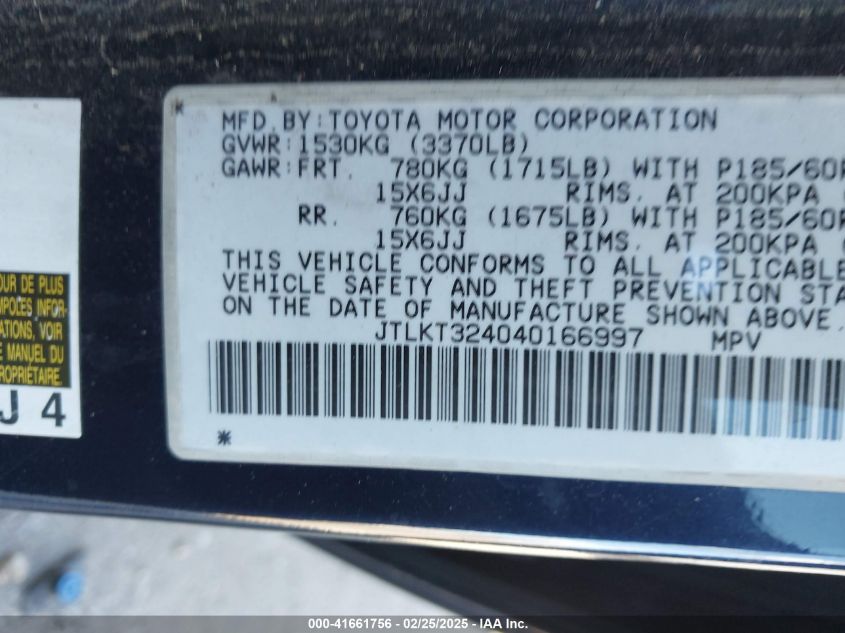 MFD. BY: TOYOTA MOTOR CORPORATION
GVWR: 1530KG (3370LB)
GAWR: FRT. 780KG (1715LB) WITH P185/60R
15X6JJ RIMS. AT 200KPA
RR. 760KG (1675LB) WITH P185/60R
15X6JJ RIMS. AT 200KPA
THIS VEHICLE CONFORMS TO ALL APPLICABLE
VEHICLE SAFETY AND THEFT PREVENTION STA
ON THE DATE OF MANUFACTURE SHOWN ABOVE.
JTLKT324040166997 MPV
* *
OUR DE PLUS
MPOLES INFOR-
ATIONS, VOIR
E MANUEL DU
PROPRIÉTAIRE.
J 4
000-41661756 - 02/25/2025 - IAA Inc.